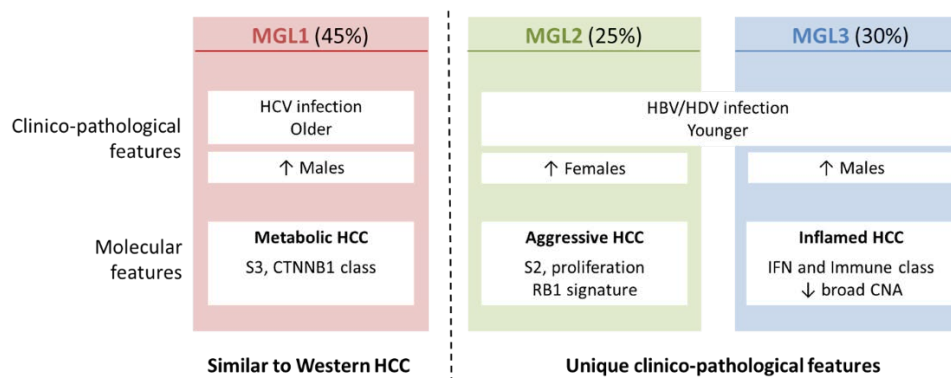 MGL1 (45%)
MGL2 (25%)
MGL3 (30%)
Clinico-pathological
features
HCV infection
Older
HBV/HDV infection
Younger
↑ Males
↑ Females
↑ Males
Molecular
features
Metabolic HCC
S3, CTNNB1 class
Aggressive HCC
S2, proliferation
RB1 signature
Inflamed HCC
IFN and Immune class
↓ broad CNA
Similar to Western HCC
Unique clinico-pathological features